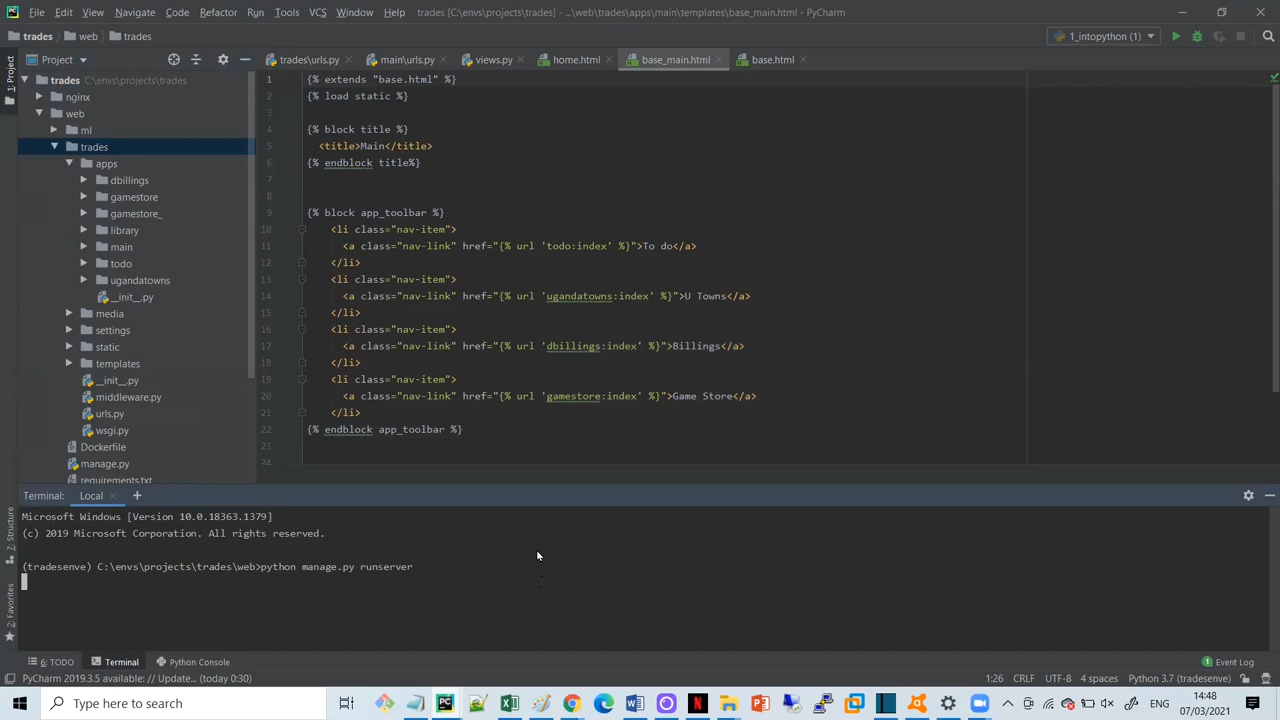 File Edit View Navigate Code Refactor Run Tools VCS Window Help trades [C:\envs\projects\trades] - ...\web\trades\apps\main\templates\base_main.html - PyCharm
trades web trades 1_intopython (1)
1: Project
Project trades\urls.py main\urls.py views.py home.html base_main.html base.html
trades C:\envs\projects\trades
nginx
web
ml
trades
apps
dbillings
gamestore
gamestore_
library
main
todo
ugandatowns
__init__.py
media
settings
static
templates
__init__.py
middleware.py
urls.py
wsgi.py
Dockerfile
manage.py
requirements.txt
1 {% extends "base.html" %}
2 {% load static %}
3
4 {% block title %}
5 <title>Main</title>
6 {% endblock title%}
7
8
9 {% block app_toolbar %}
10 <li class="nav-item">
11 <a class="nav-link" href="{% url 'todo:index' %}">To do</a>
12 </li>
13 <li class="nav-item">
14 <a class="nav-link" href="{% url 'ugandatowns:index' %}">U Towns</a>
15 </li>
16 <li class="nav-item">
17 <a class="nav-link" href="{% url 'dbillings:index' %}">Billings</a>
18 </li>
19 <li class="nav-item">
20 <a class="nav-link" href="{% url 'gamestore:index' %}">Game Store</a>
21 </li>
22 {% endblock app_toolbar %}
23
24
Terminal: Local
Microsoft Windows [Version 10.0.18363.1379]
(c) 2019 Microsoft Corporation. All rights reserved.
(tradesenve) C:\envs\projects\trades\web>python manage.py runserver
7: Structure
2: Favorites
6: TODO Terminal Python Console 1 Event Log
PyCharm 2019.3.5 available: // Update... (today 0:30) 1:26 CRLF UTF-8 4 spaces Python 3.7 (tradesenve)
Type here to search ENG 14:48
07/03/2021